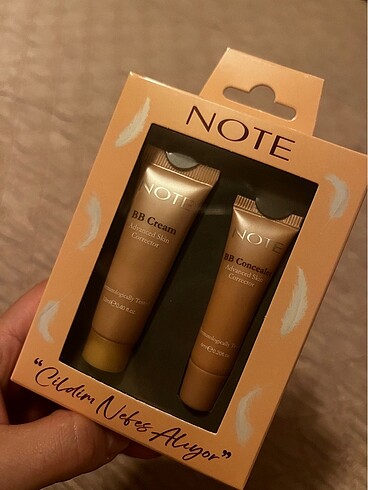 NOTE
NOTE
BB Cream
Advanced Skin
Corrector
NOTE
BB Concealer
Advanced Skin
Corrector
"Cildim Nefes Alıyor"